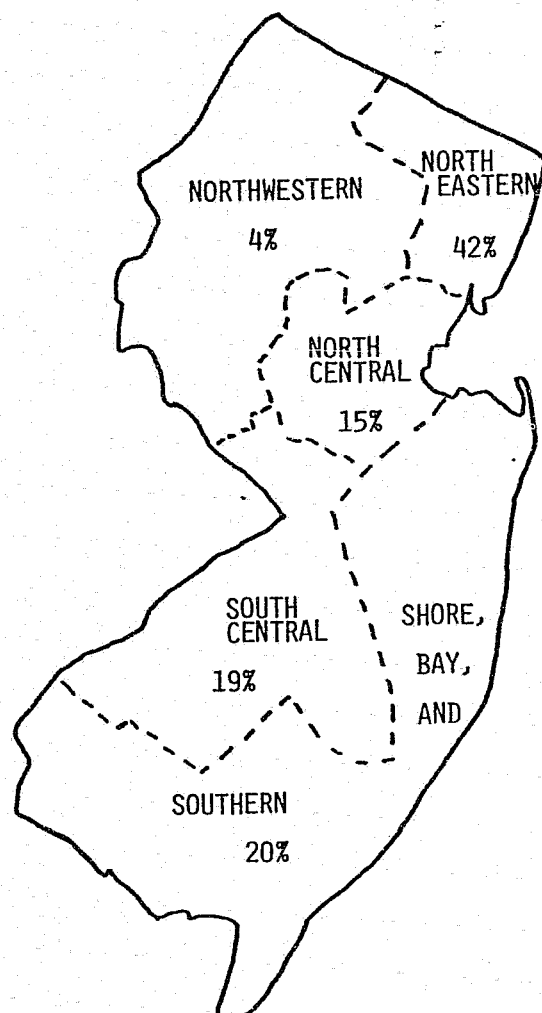 NORTH
EASTERN
42%
NORTHWESTERN
4%
NORTH
CENTRAL
15%
SOUTH
CENTRAL
19%
SHORE,
BAY,
AND
SOUTHERN
20%